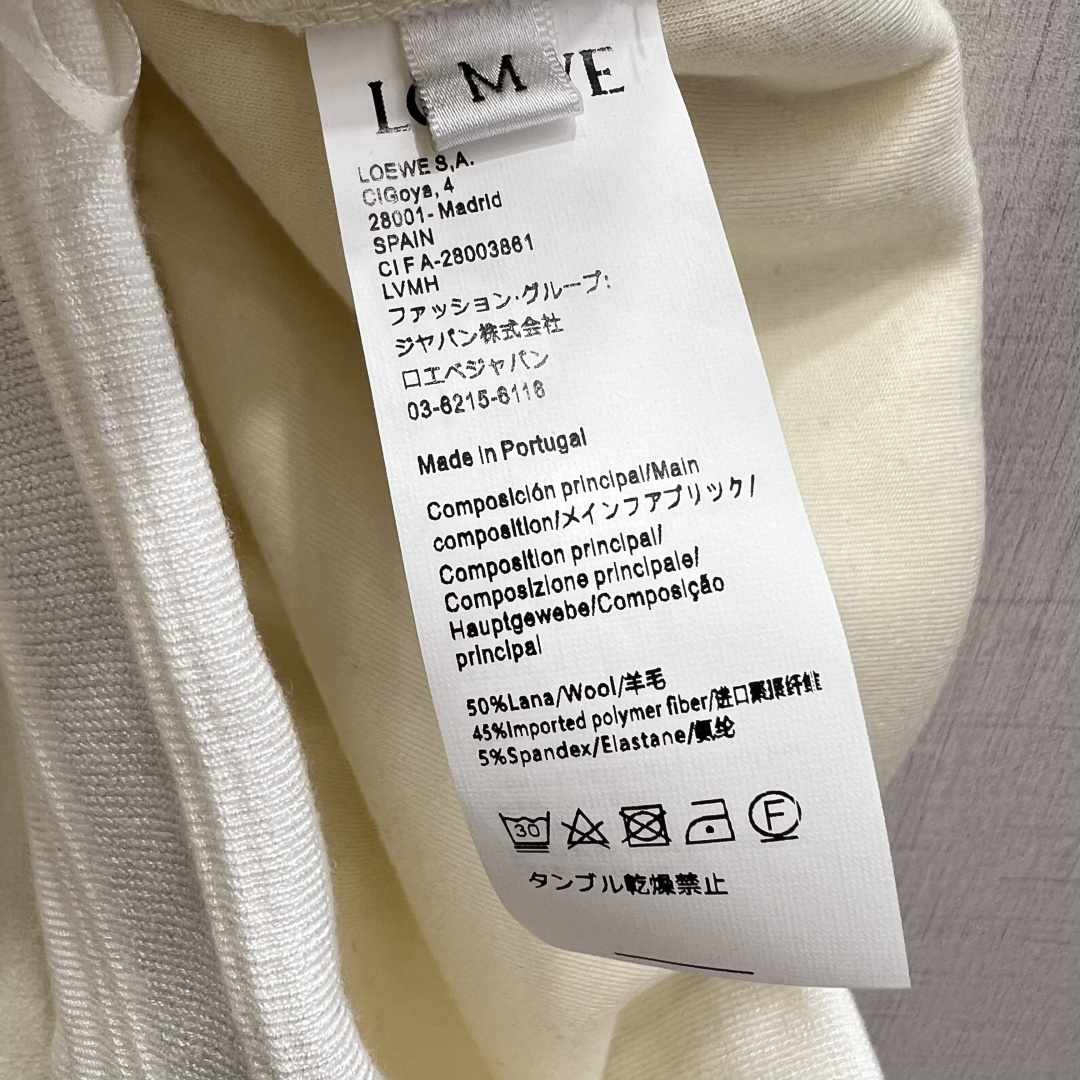 LOEWE
M
LOEWE S,A.
C/Goya, 4
28001- Madrid
SPAIN
CIF A-28003861
LVMH
ファッション·グループ:
ジャパン株式会社
ロエベジャパン
03-6215-6116
Made in Portugal
Composición principal/Main
composition/メインファブリック/
Composition principal/
Composizione principale/
Hauptgewebe/Composição
principal
50%Lana/Wool/羊毛
45%Imported polymer fiber/进口聚
5%Spandex/Elastane/氨纶
30
F
タンブル乾燥禁止